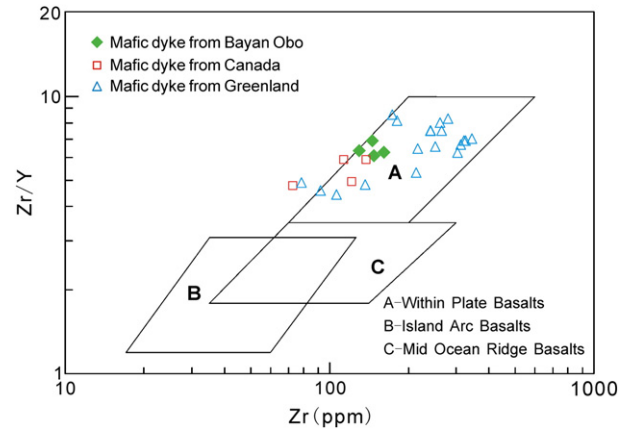 20
Mafic dyke from Bayan Obo
Mafic dyke from Canada
Mafic dyke from Greenland
10
A
Zr/Y
B
C
A-Within Plate Basalts
B-Island Arc Basalts
C-Mid Ocean Ridge Basalts
1
10
100
1000
Zr(ppm)